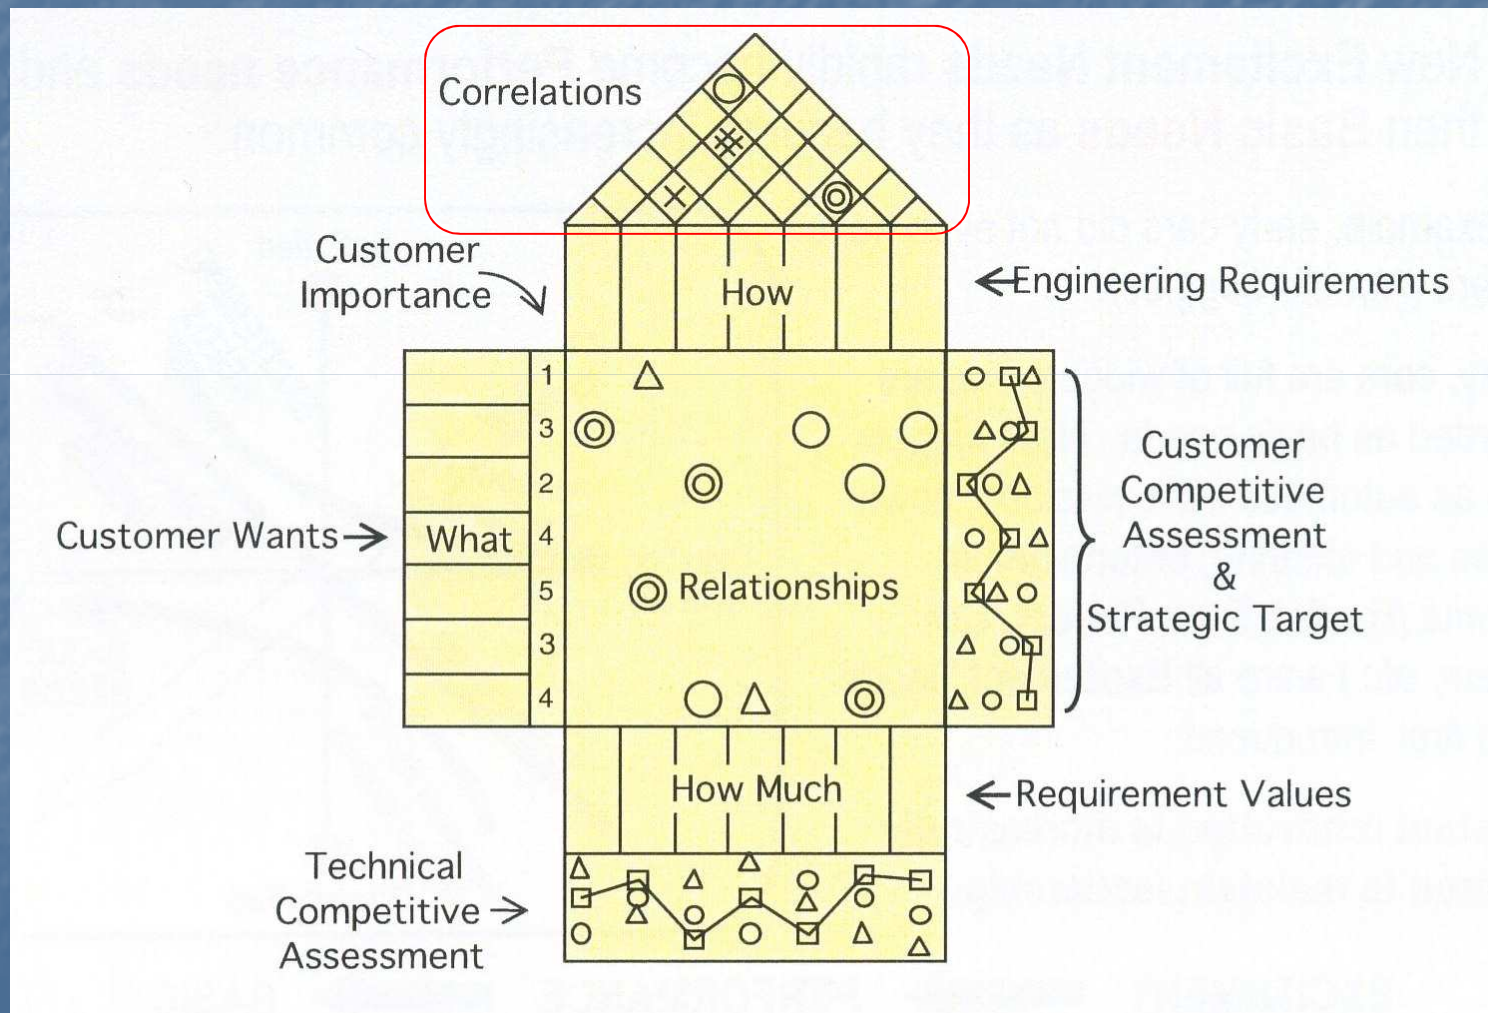 Correlations
Customer
Importance
How
Engineering Requirements
1
3
2
4
5
3
4
Customer Wants
What
Relationships
Customer
Competitive
Assessment
&
Strategic Target
How Much
Requirement Values
Technical
Competitive
Assessment